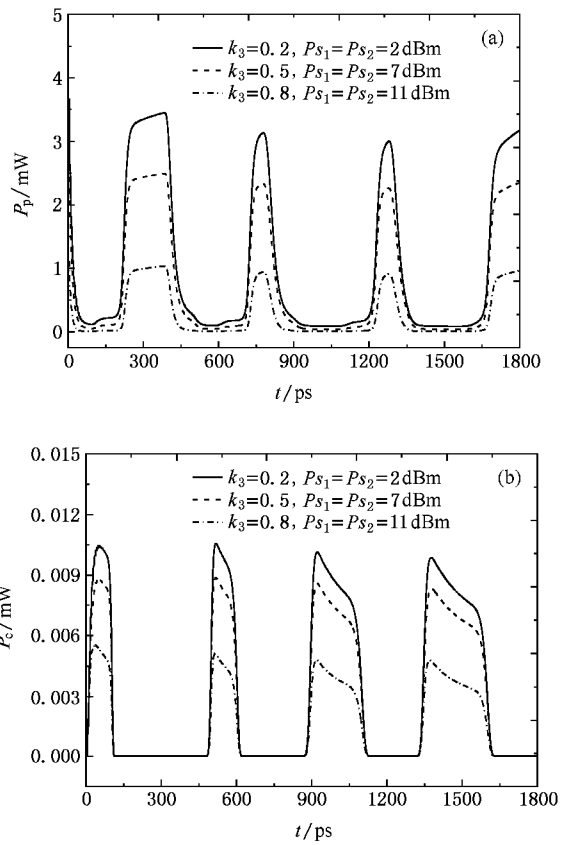 (a)
k₃=0.2, Ps₁=Ps₂=2dBm
k₃=0.5, Ps₁=Ps₂=7dBm
k₃=0.8, Ps₁=Ps₂=11dBm
5
4
3
2
1
0
Pₚ/mW
0 300 600 900 1200 1500 1800
t/ps
(b)
k₃=0.2, Ps₁=Ps₂=2dBm
k₃=0.5, Ps₁=Ps₂=7dBm
k₃=0.8, Ps₁=Ps₂=11dBm
0.015
0.012
0.009
0.006
0.003
0.000
P_c/mW
0 300 600 900 1200 1500 1800
t/ps